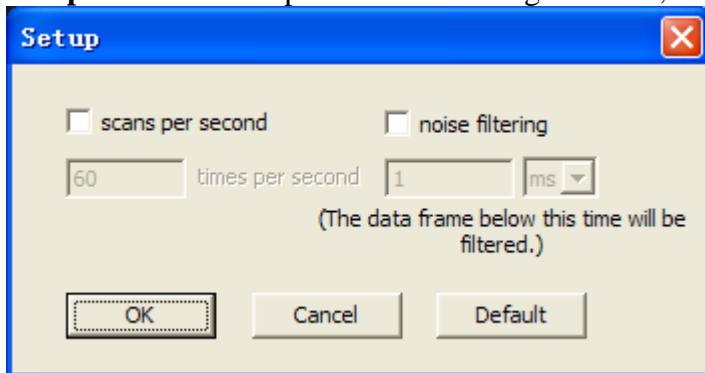 Setup
scans per second noise filtering
60 times per second 1 ms
(The data frame below this time will be
filtered.)
OK Cancel Default